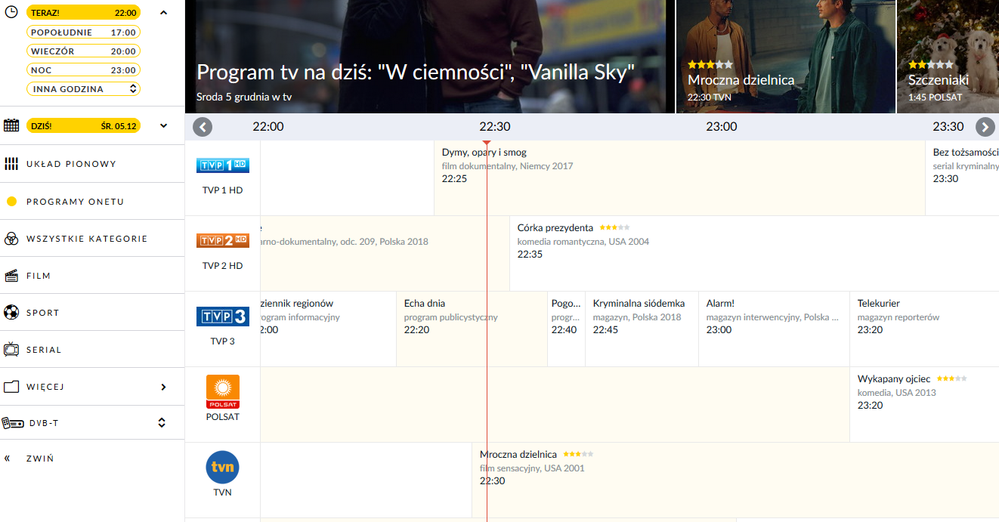 TERAZ! 22:00
POPOŁUDNIE 17:00
WIECZÓR 20:00
NOC 23:00
INNA GODZINA
DZIŚ! ŚR. 05.12
UKŁAD PIONOWY
PROGRAMY ONETU
WSZYSTKIE KATEGORIE
FILM
SPORT
SERIAL
WIĘCEJ
DVB-T
« ZWIŃ
Program tv na dziś: "W ciemności", "Vanilla Sky"
Środa 5 grudnia w tv
Mroczna dzielnica
22:30 TVN
Szczeniaki
1:45 POLSAT
22:00 22:30 23:00 23:30
TVP 1 HD
TVP 1 HD
Dymy, opary i smog
film dokumentalny, Niemcy 2017
22:25
Bez tożsamości
serial kryminalny
23:30
TVP 2 HD
TVP 2 HD
e
arno-dokumentalny, odc. 209, Polska 2018
Córka prezydenta
komedia romantyczna, USA 2004
22:35
TVP 3
TVP 3
ziennik regionów
rogram informacyjny
2:00
Echa dnia
program publicystyczny
22:20
Pogo...
progr...
22:40
Kryminalna siódemka
magazyn, Polska 2018
22:45
Alarm!
magazyn interwencyjny, Polska ...
23:00
Telekurier
magazyn reporterów
23:20
POLSAT
POLSAT
Wykapany ojciec
komedia, USA 2013
23:20
tvn
TVN
Mroczna dzielnica
film sensacyjny, USA 2001
22:30